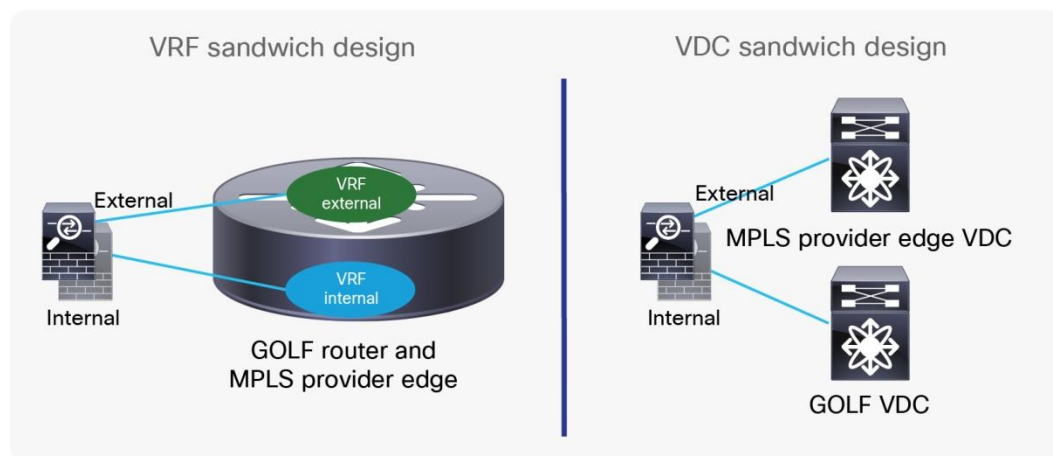 VRF sandwich design
External
VRF
external
VRF
internal
Internal
GOLF router and
MPLS provider edge
VDC sandwich design
External
MPLS provider edge VDC
Internal
GOLF VDC